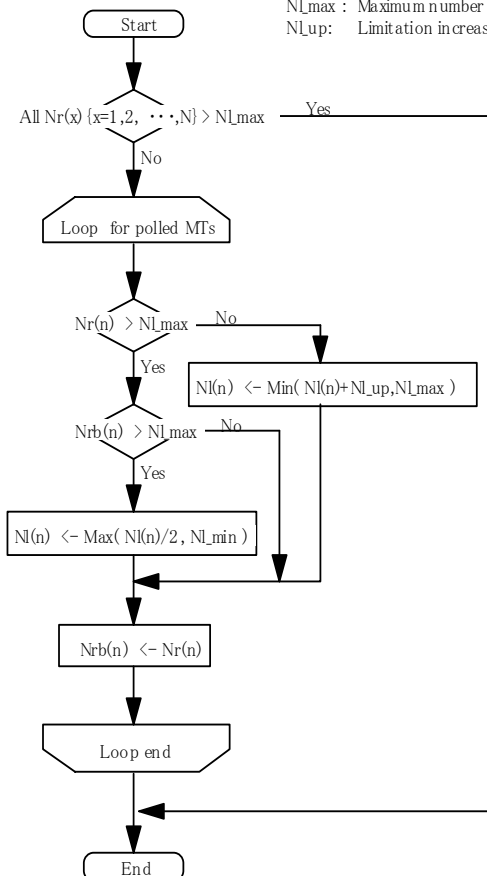 Nl_max : Maximum number
Nl_up: Limitation increas
Start
All Nr(x) {x=1,2, ···,N} > Nl_max
Yes
No
Loop for polled MTs
Nr(n) > Nl_max
No
Yes
Nl(n) <- Min( Nl(n)+Nl_up,Nl_max )
Nrb(n) > Nl_max
No
Yes
Nl(n) <- Max( Nl(n)/2 , Nl_min )
Nrb(n) <- Nr(n)
Loop end
End